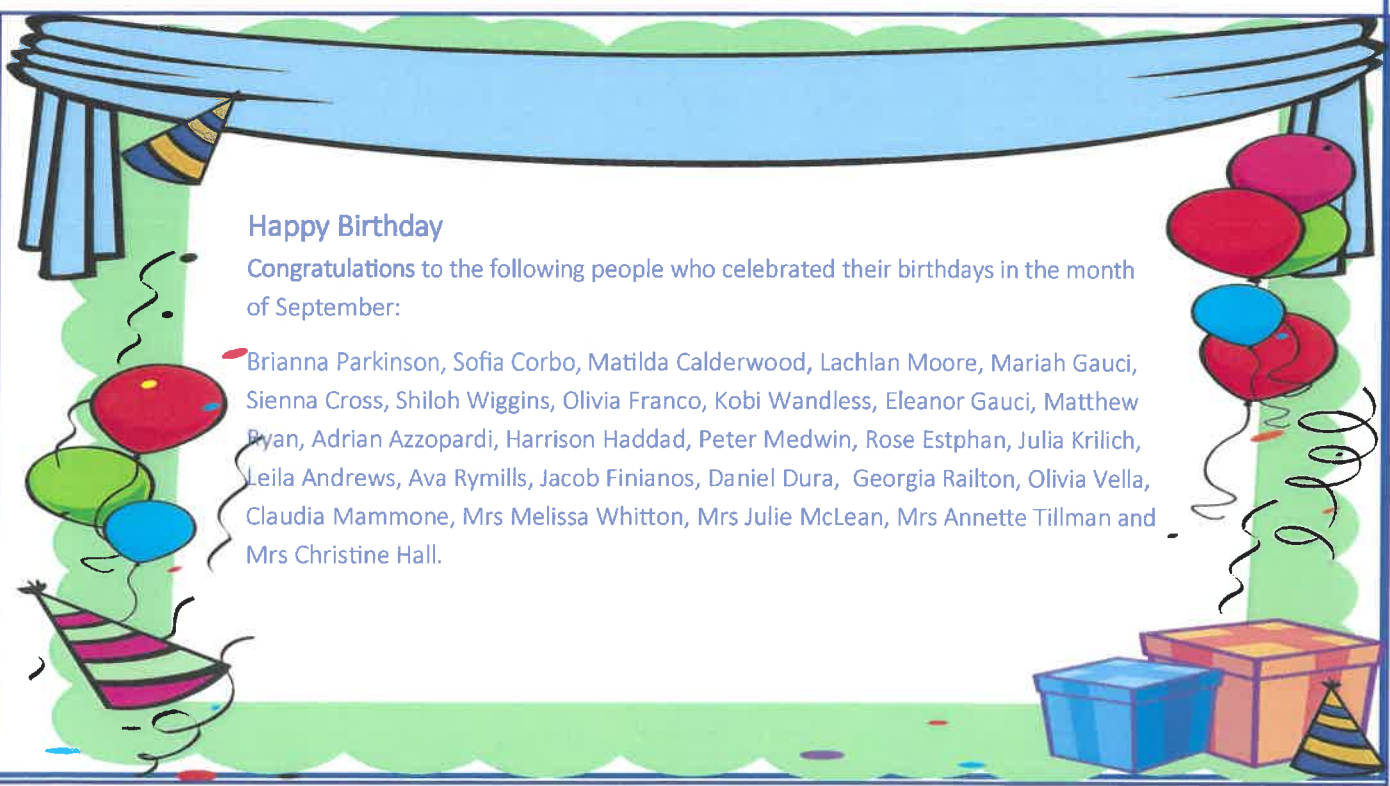 Happy Birthday
Congratulations to the following people who celebrated their birthdays in the month
of September:
Brianna Parkinson, Sofia Corbo, Matilda Calderwood, Lachlan Moore, Mariah Gauci,
Sienna Cross, Shiloh Wiggins, Olivia Franco, Kobi Wandless, Eleanor Gauci, Matthew
Ryan, Adrian Azzopardi, Harrison Haddad, Peter Medwin, Rose Estphan, Julia Krilich,
Leila Andrews, Ava Rymills, Jacob Finianos, Daniel Dura,  Georgia Railton, Olivia Vella,
Claudia Mammone, Mrs Melissa Whitton, Mrs Julie McLean, Mrs Annette Tillman and
Mrs Christine Hall.